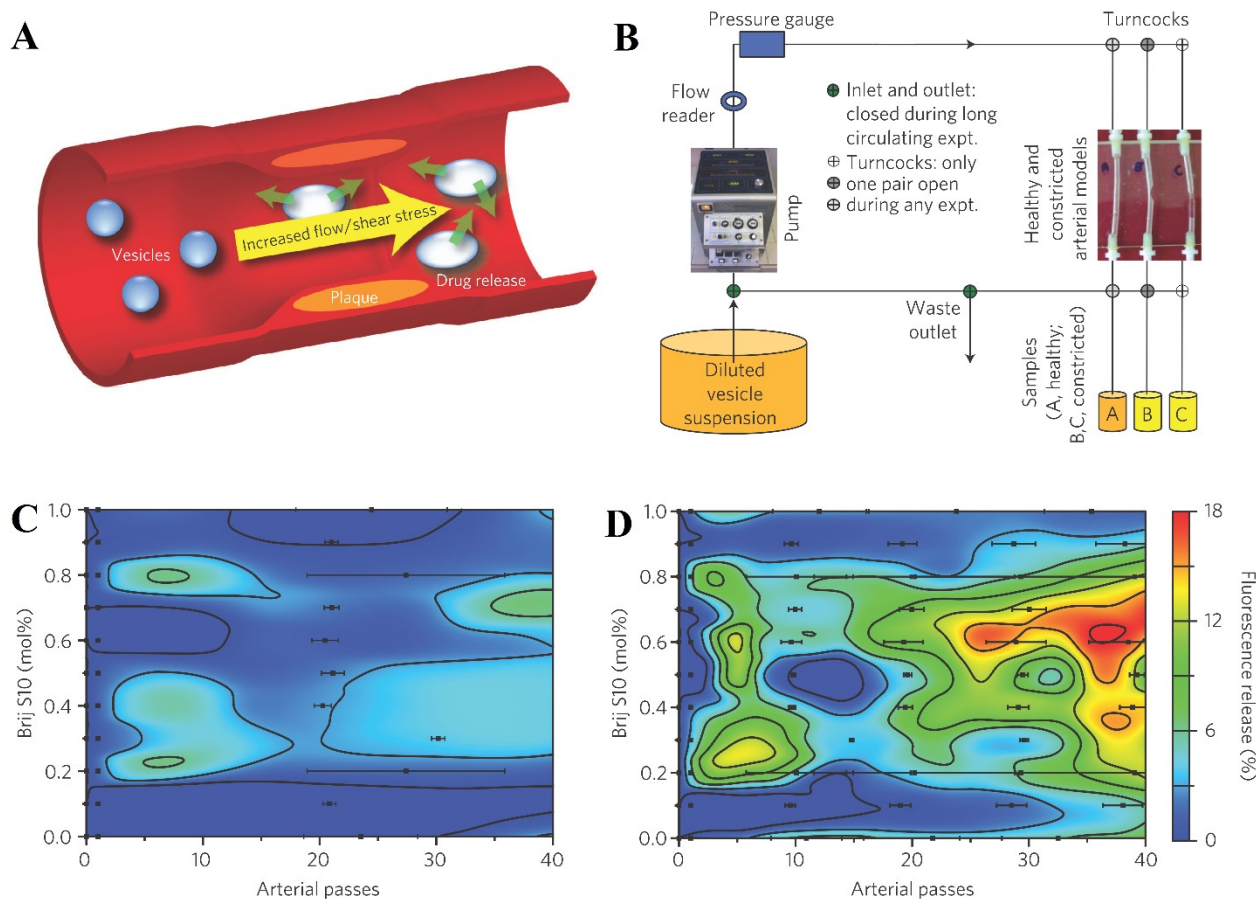 A
Vesicles
Increased flow/shear stress
Drug release
Plaque
B
Pressure gauge
Turncocks
Flow
reader
Inlet and outlet:
closed during long
circulating expt.
Turncocks: only
one pair open
during any expt.
Pump
Healthy and
constricted
arterial models
Waste
outlet
Diluted
vesicle
suspension
Samples
(A, healthy;
B,C, constricted)
A
B
C
C
Brij S10 (mol%)
1.0
0.8
0.6
0.4
0.2
0.0
0
10
20
30
40
Arterial passes
D
Brij S10 (mol%)
1.0
0.8
0.6
0.4
0.2
0.0
0
10
20
30
40
Arterial passes
18
12
6
0
Fluorescence release (%)